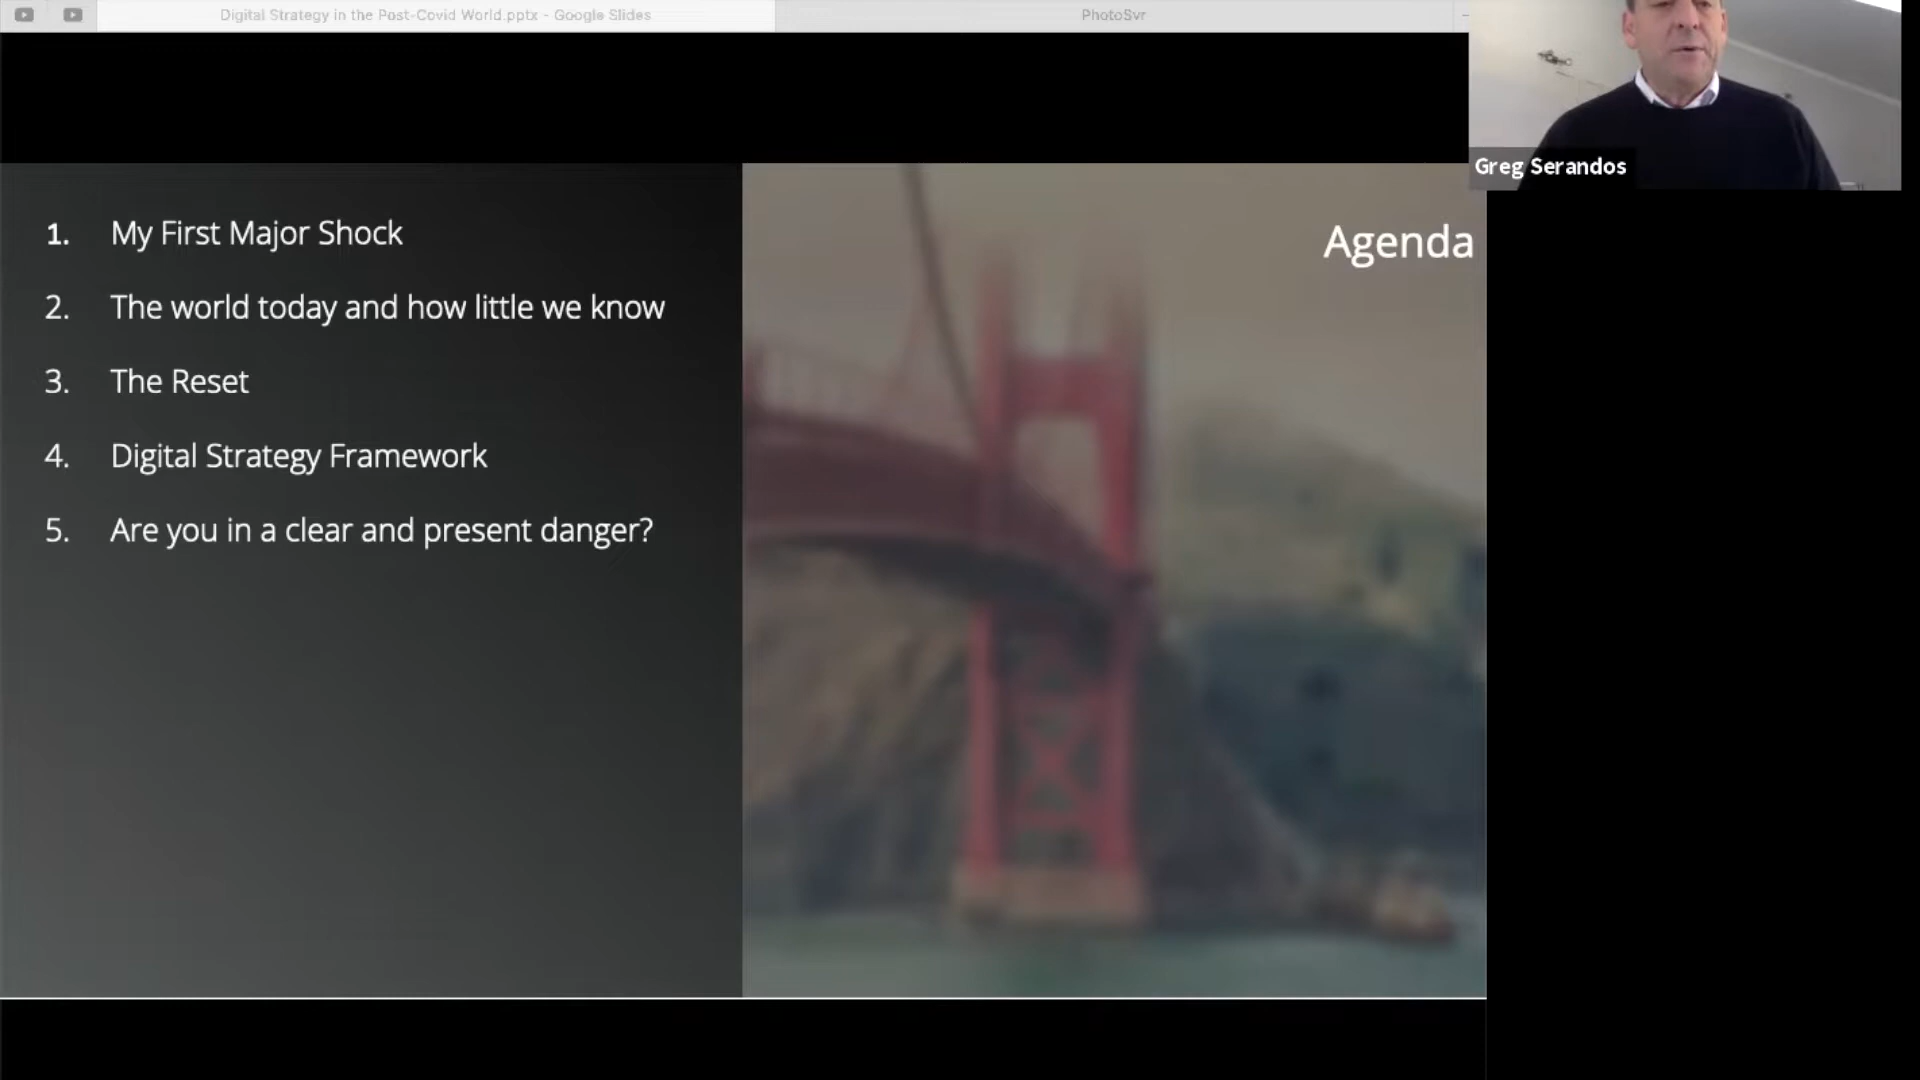 Digital Strategy in the Post-Covid World.pptx - Google Slides
PhotoSvr
Greg Serandos
Agenda
1. My First Major Shock
2. The world today and how little we know
3. The Reset
4. Digital Strategy Framework
5. Are you in a clear and present danger?